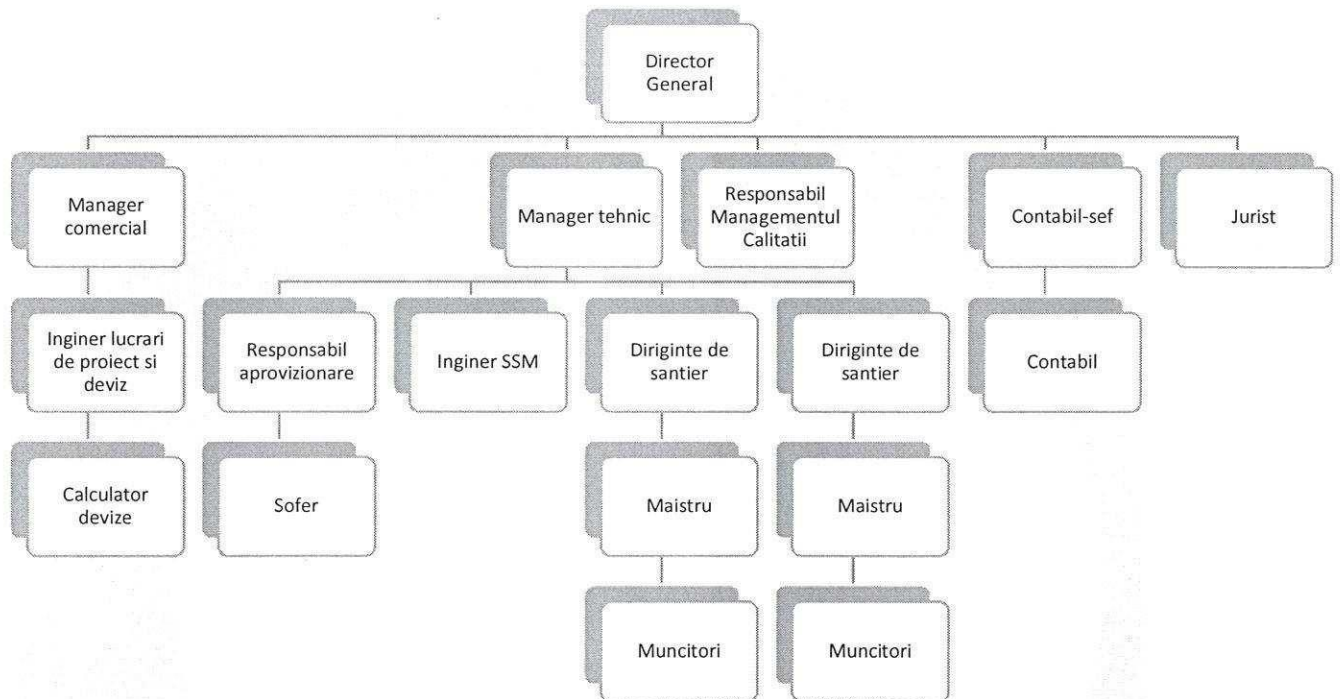 Director
General
Manager
comercial
Manager tehnic
Responsabil
Managementul
Calitatii
Contabil-sef
Jurist
Inginer lucrari
de proiect si
deviz
Responsabil
aprovizionare
Inginer SSM
Diriginte de
santier
Diriginte de
santier
Contabil
Calculator
devize
Sofer
Maistru
Maistru
Muncitori
Muncitori